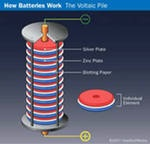 How Batteries Work The Voltaic Pile
Silver Plate
Zinc Plate
Blotting Paper
Individual
Element